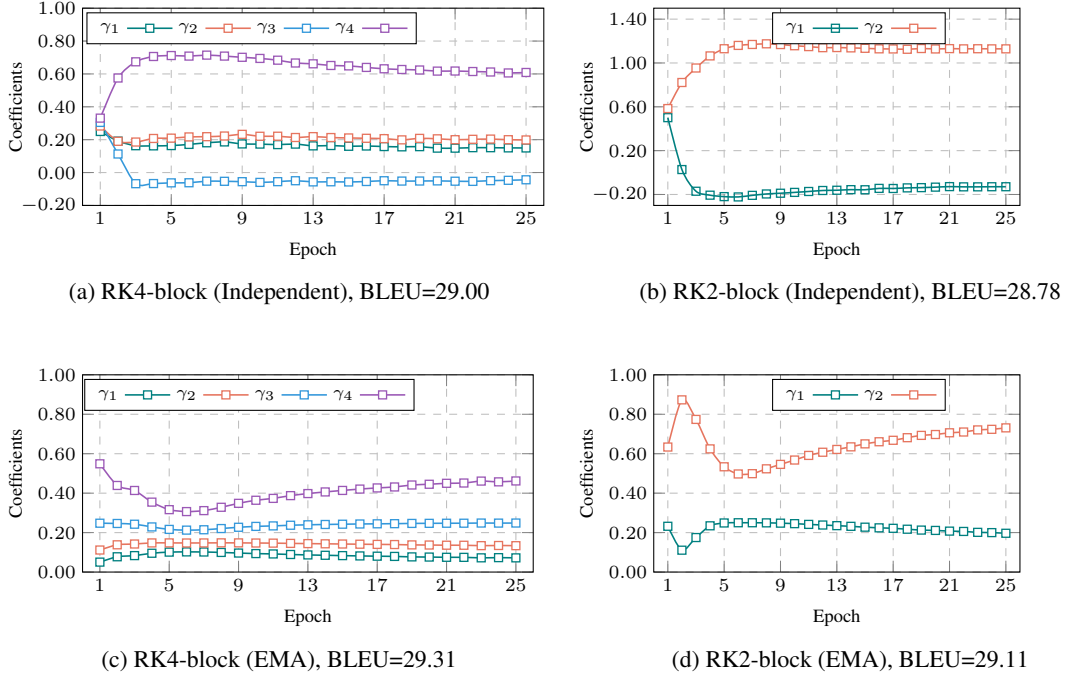 1.00
0.80
0.60
0.40
0.20
0.00
−0.20
Coefficients
γ1 γ2 γ3 γ4
1 5 9 13 17 21 25
Epoch
(a) RK4-block (Independent), BLEU=29.00
1.40
1.00
0.60
0.20
−0.20
Coefficients
γ1 γ2
1 5 9 13 17 21 25
Epoch
(b) RK2-block (Independent), BLEU=28.78
1.00
0.80
0.60
0.40
0.20
0.00
Coefficients
γ1 γ2 γ3 γ4
1 5 9 13 17 21 25
Epoch
(c) RK4-block (EMA), BLEU=29.31
1.00
0.80
0.60
0.40
0.20
0.00
Coefficients
γ1 γ2
1 5 9 13 17 21 25
Epoch
(d) RK2-block (EMA), BLEU=29.11